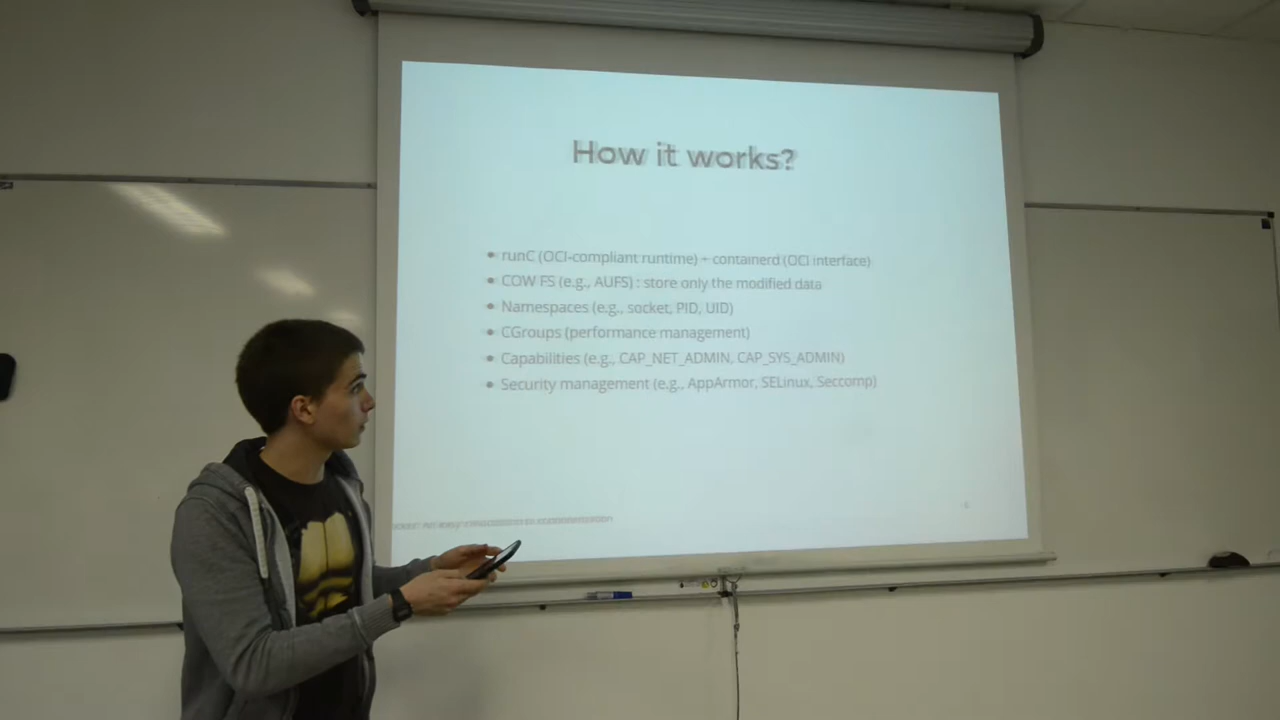 How it works?
• runC (OCI-compliant runtime) + containerd (OCI interface)
• COW FS (e.g., AUFS) : store only the modified data
• Namespaces (e.g., socket, PID, UID)
• CGroups (performance management)
• Capabilities (e.g., CAP_NET_ADMIN, CAP_SYS_ADMIN)
• Security management (e.g., AppArmor, SELinux, Seccomp)